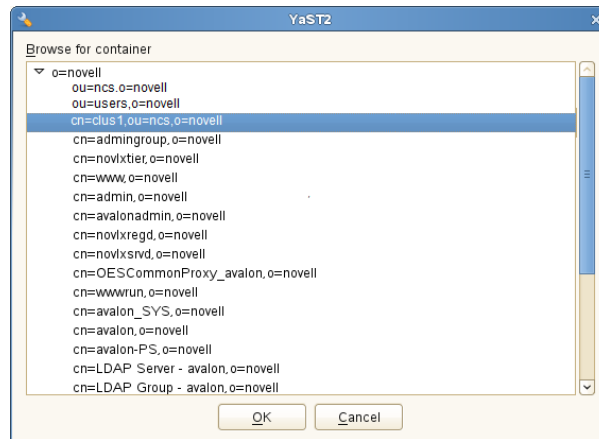 YaST2
Browse for container
o=novell
ou=ncs.o=novell
ou=users,o=novell
cn=clus1,ou=ncs,o=novell
cn=admingroup,o=novell
cn=novlxtier,o=novell
cn=www,o=novell
cn=admin,o=novell
cn=avalonadmin,o=novell
cn=novlxregd,o=novell
cn=novlxsrvd,o=novell
cn=OESCommonProxy_avalon,o=novell
cn=wwwrun,o=novell
cn=avalon_SYS,o=novell
cn=avalon,o=novell
cn=avalon-PS,o=novell
cn=LDAP Server - avalon,o=novell
cn=LDAP Group - avalon,o=novell
OK Cancel